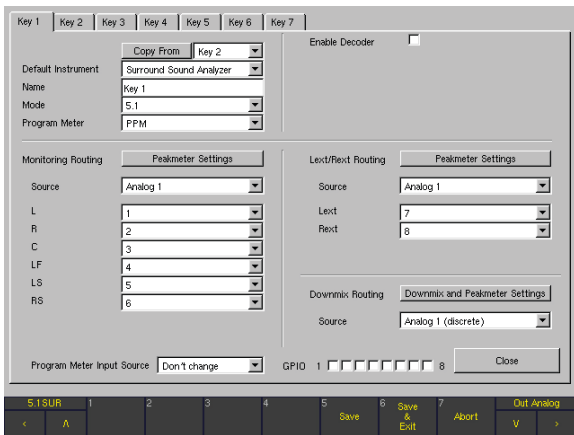 Key 1 Key 2 Key 3 Key 4 Key 5 Key 6 Key 7
Copy From Key 2
Enable Decoder
Default Instrument Surround Sound Analyzer
Name Key 1
Mode 5.1
Program Meter PPM
Monitoring Routing Peakmeter Settings
Lext/Rext Routing Peakmeter Settings
Source Analog 1
Source Analog 1
L 1
Lext 7
R 2
Rext 8
C 3
LF 4
LS 5
RS 6
Downmix Routing Downmix and Peakmeter Settings
Source Analog 1 (discrete)
Program Meter Input Source Don't change
GPIO 1 8
Close
5.1SUR 1 2 3 4 5 6 7 Out Analog
< Λ Save Save & Exit Abort V >